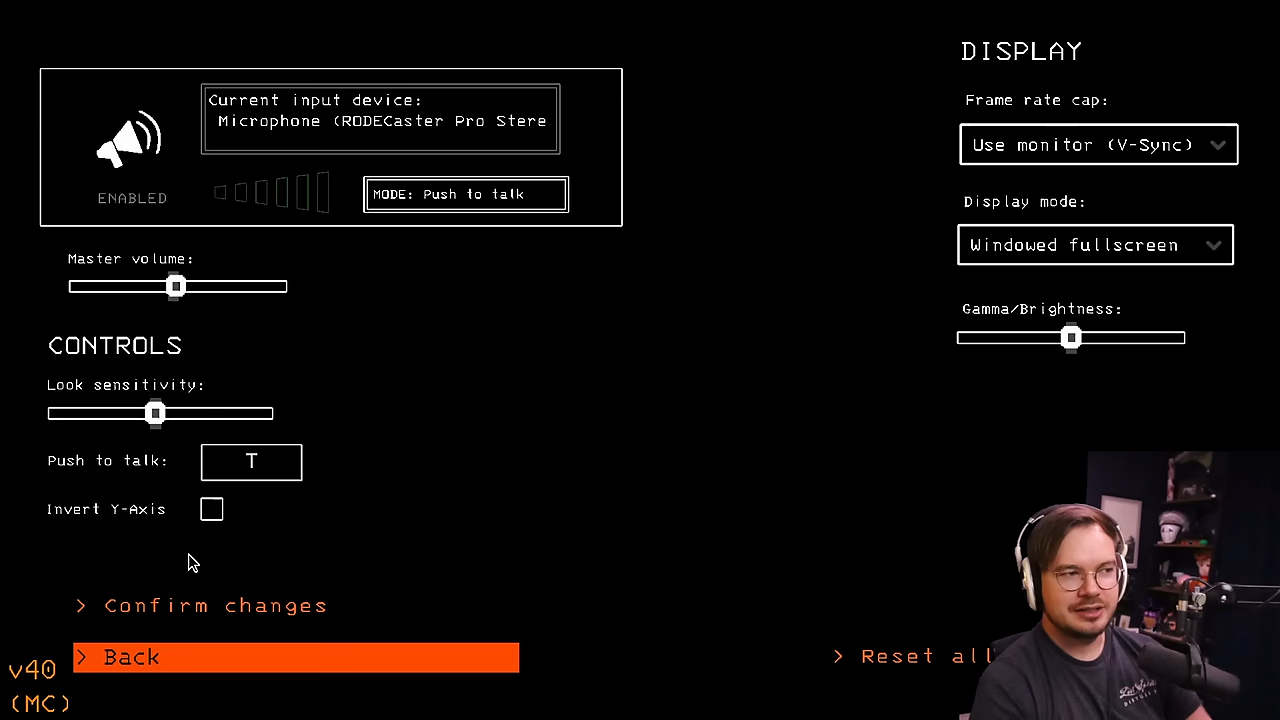 Current input device:
Microphone (RODECaster Pro Stere
ENABLED
MODE: Push to talk
Master volume:
CONTROLS
Look sensitivity:
Push to talk: T
Invert Y-Axis
> Confirm changes
> Back
v40
(MC)
DISPLAY
Frame rate cap:
Use monitor (V-Sync)
Display mode:
Windowed fullscreen
Gamma/Brightness:
> Reset all